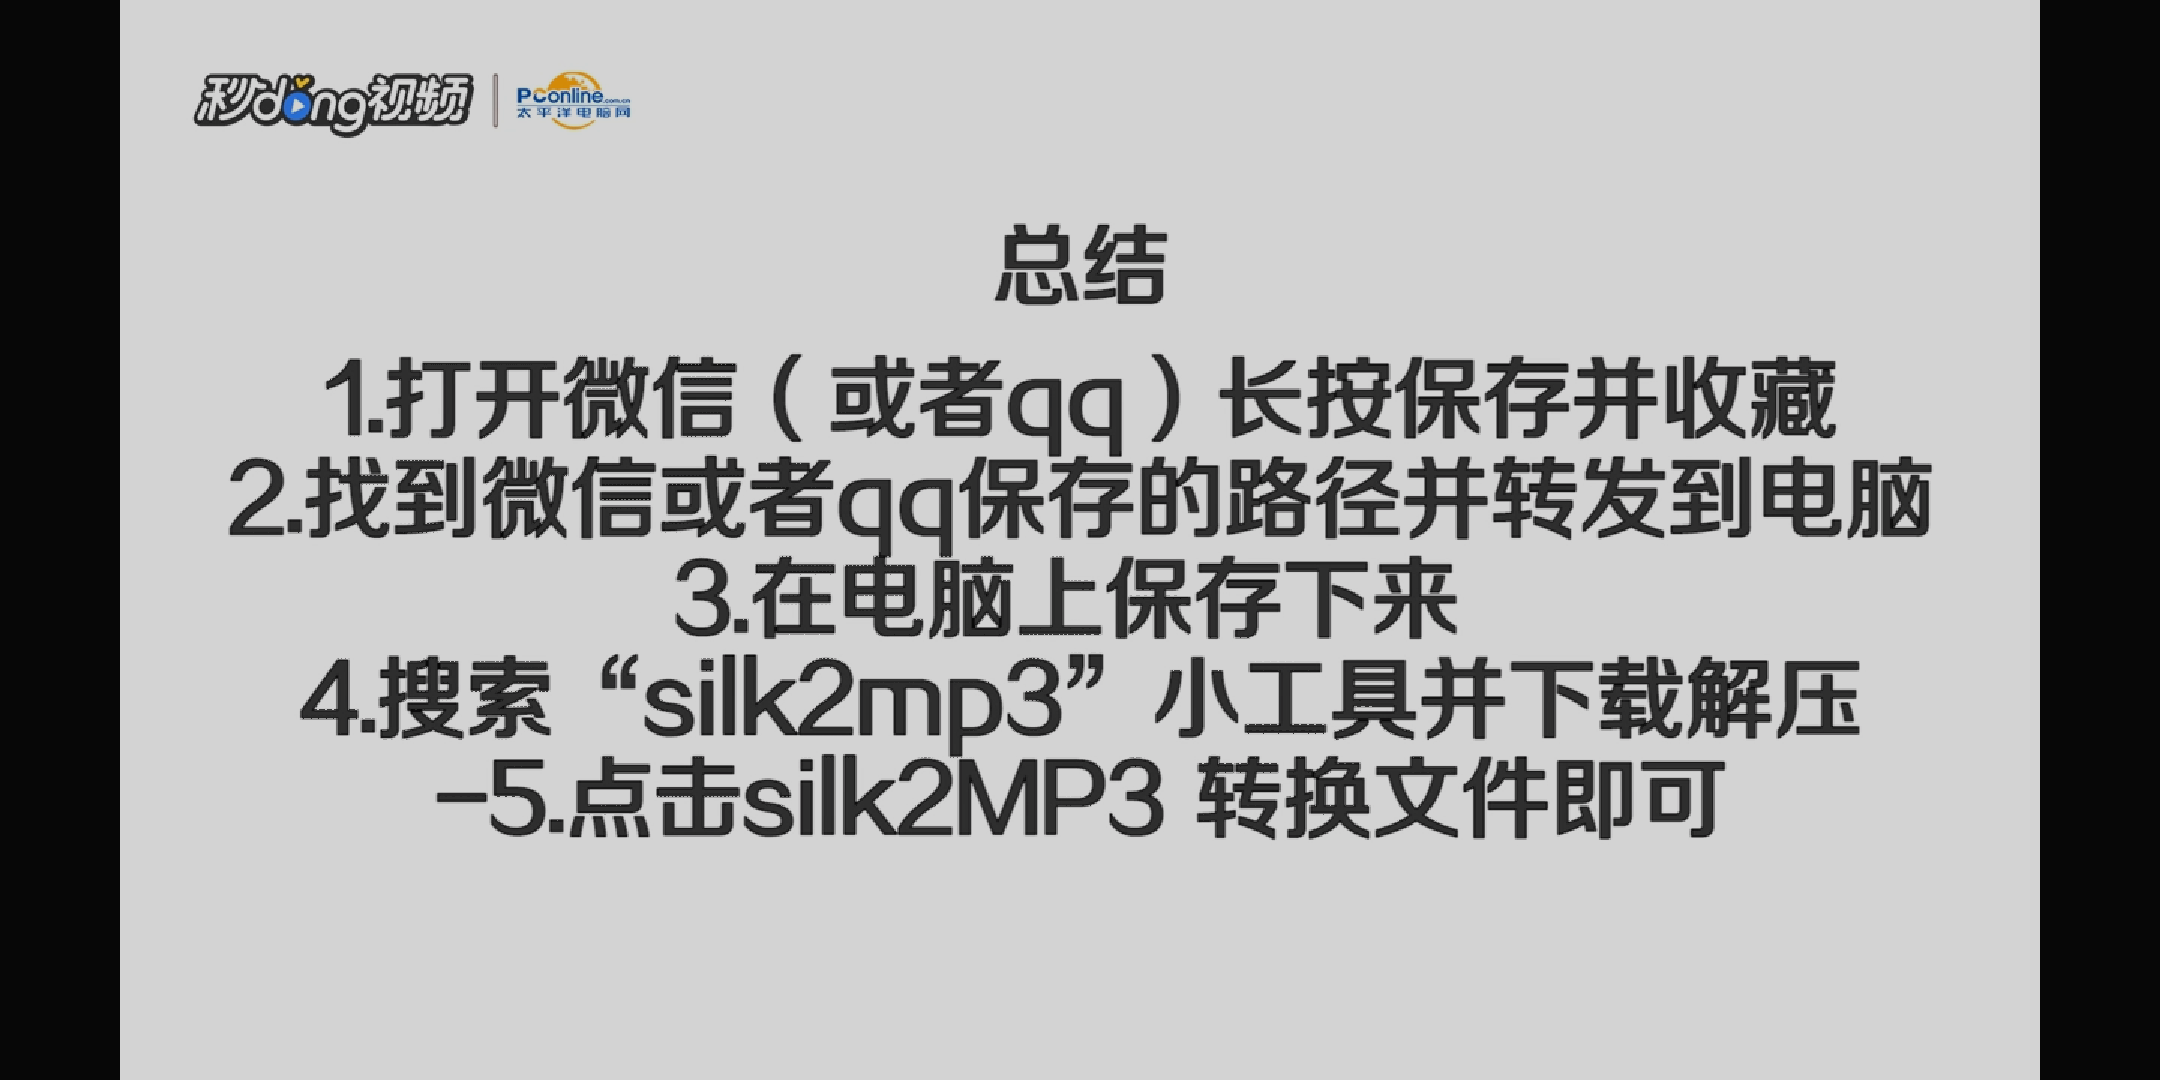 秒dǒng视频
PConline.com.cn
太平洋电脑网
总结
1.打开微信（或者qq）长按保存并收藏
2.找到微信或者qq保存的路径并转发到电脑
3.在电脑上保存下来
4.搜索“silk2mp3”小工具并下载解压
-5.点击silk2MP3 转换文件即可